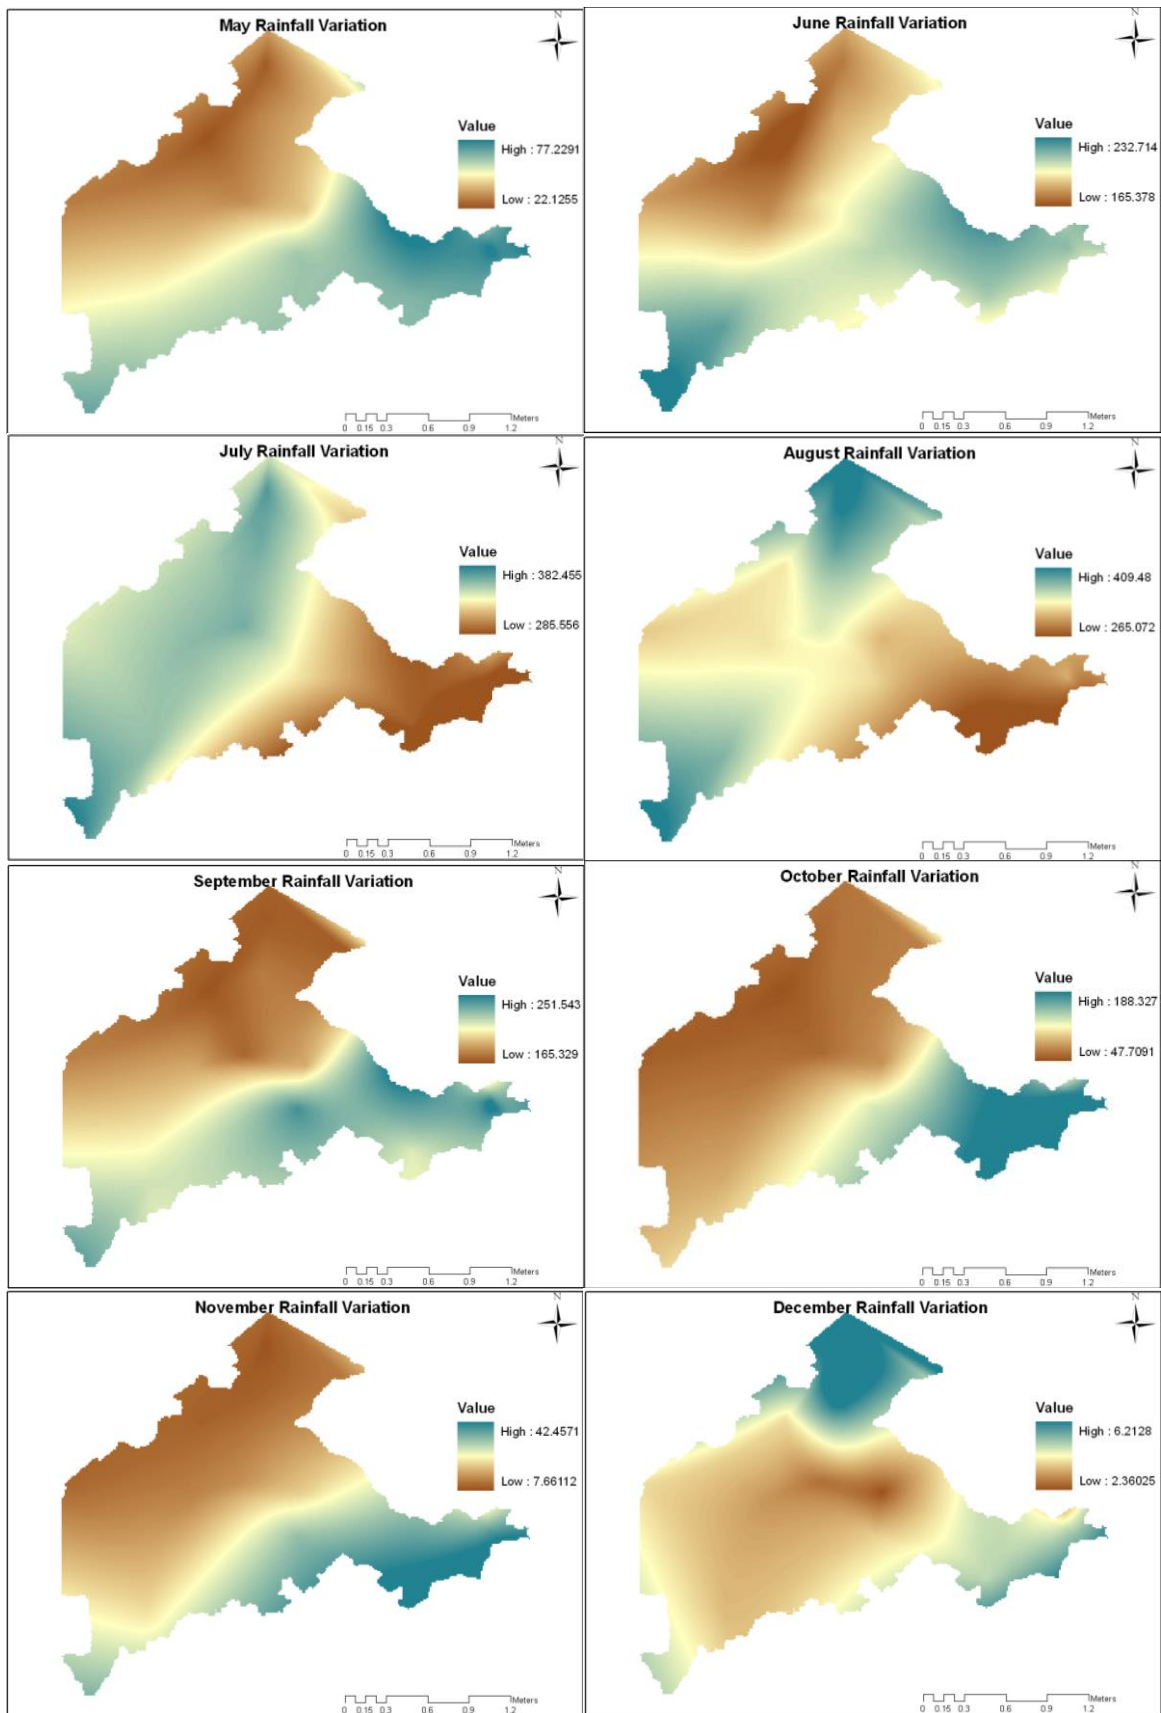 May Rainfall Variation
N
Value
High : 77.2291
Low : 22.1255
Meters
0 0.15 0.3 0.6 0.9 1.2
June Rainfall Variation
N
Value
High : 232.714
Low : 165.378
Meters
0 0.15 0.3 0.6 0.9 1.2
July Rainfall Variation
N
Value
High : 382.455
Low : 285.556
Meters
0 0.15 0.3 0.6 0.9 1.2
August Rainfall Variation
N
Value
High : 409.48
Low : 265.072
Meters
0 0.15 0.3 0.6 0.9 1.2
September Rainfall Variation
N
Value
High : 251.543
Low : 165.329
Meters
0 0.15 0.3 0.6 0.9 1.2
October Rainfall Variation
N
Value
High : 188.327
Low : 47.7091
Meters
0 0.15 0.3 0.6 0.9 1.2
November Rainfall Variation
N
Value
High : 42.4571
Low : 7.66112
Meters
0 0.15 0.3 0.6 0.9 1.2
December Rainfall Variation
N
Value
High : 6.2128
Low : 2.36025
Meters
0 0.15 0.3 0.6 0.9 1.2